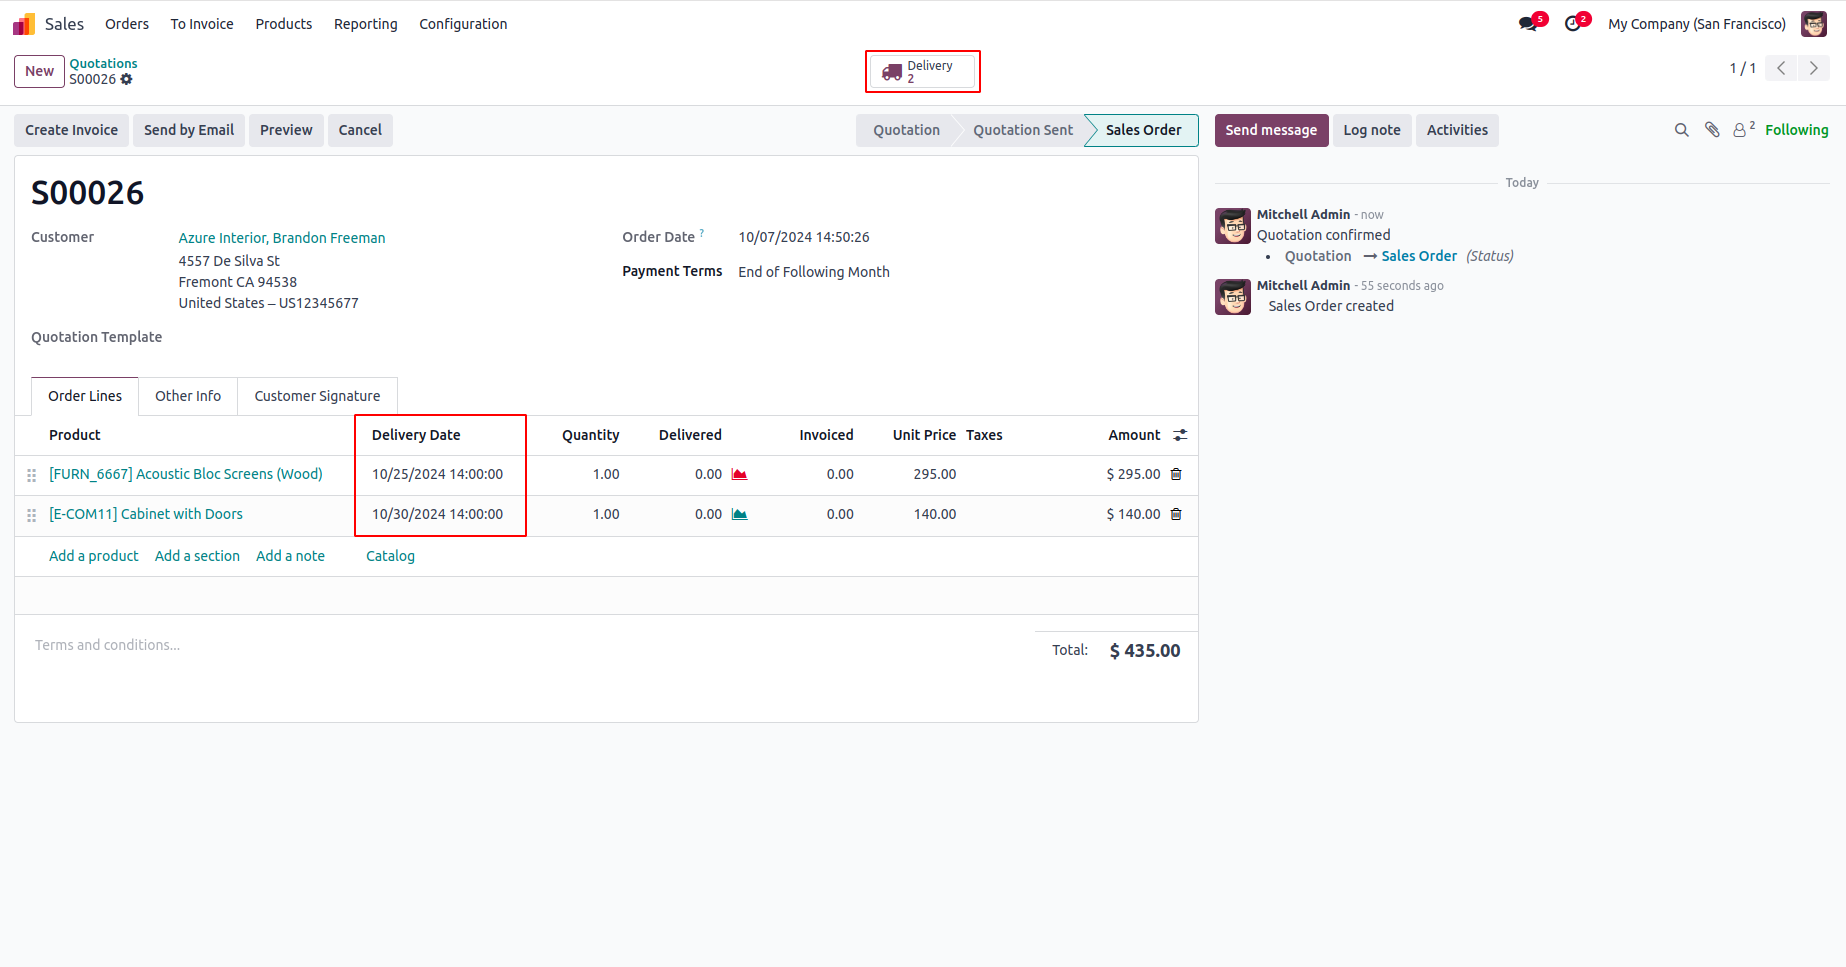 Sales Orders To Invoice Products Reporting Configuration 5 2 My Company (San Francisco)
New Quotations
S00026
Delivery
2
1 / 1
Create Invoice Send by Email Preview Cancel Quotation Quotation Sent Sales Order Send message Log note Activities 2 Following
S00026
Customer Azure Interior, Brandon Freeman
4557 De Silva St
Fremont CA 94538
United States – US12345677
Order Date ? 10/07/2024 14:50:26
Payment Terms End of Following Month
Quotation Template
Order Lines Other Info Customer Signature
Product Delivery Date Quantity Delivered Invoiced Unit Price Taxes Amount
[FURN_6667] Acoustic Bloc Screens (Wood) 10/25/2024 14:00:00 1.00 0.00 0.00 295.00 $ 295.00
[E-COM11] Cabinet with Doors 10/30/2024 14:00:00 1.00 0.00 0.00 140.00 $ 140.00
Add a product Add a section Add a note Catalog
Terms and conditions...
Total: $ 435.00
Today
Mitchell Admin - now
Quotation confirmed
• Quotation → Sales Order (Status)
Mitchell Admin - 55 seconds ago
Sales Order created